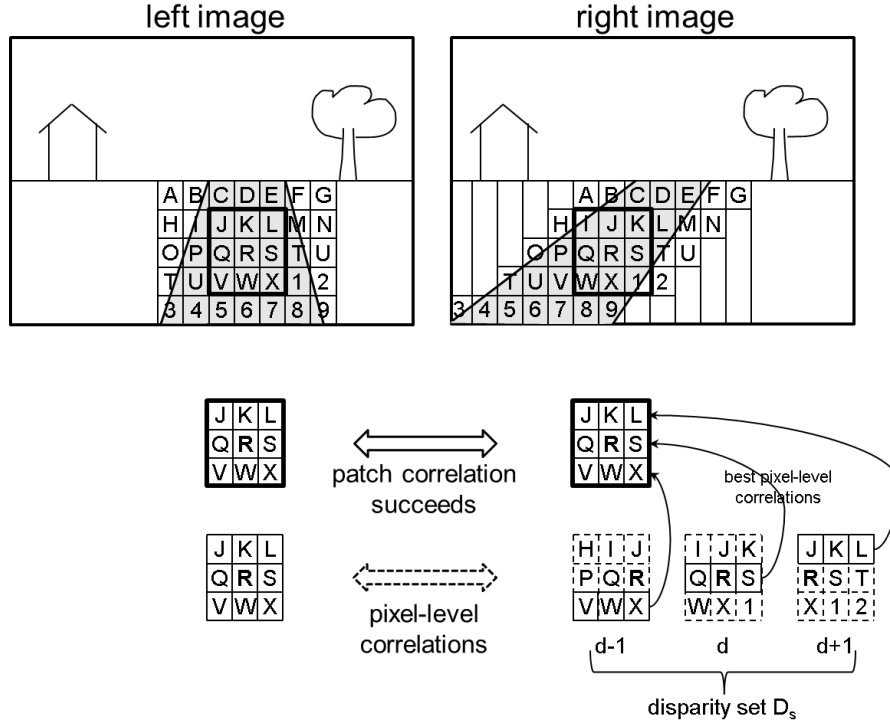 left image
right image
A B C D E F G
H I J K L M N
O P Q R S T U
T U V W X 1 2
3 4 5 6 7 8 9
A B C D E F G
H I J K L M N
O P Q R S T U
T U V W X 1 2
3 4 5 6 7 8 9
J K L
Q R S
V W X
patch correlation
succeeds
J K L
Q R S
V W X
best pixel-level
correlations
J K L
Q R S
V W X
pixel-level
correlations
H I J
P Q R
V W X
I J K
Q R S
W X 1
J K L
R S T
X 1 2
d-1
d
d+1
disparity set Ds